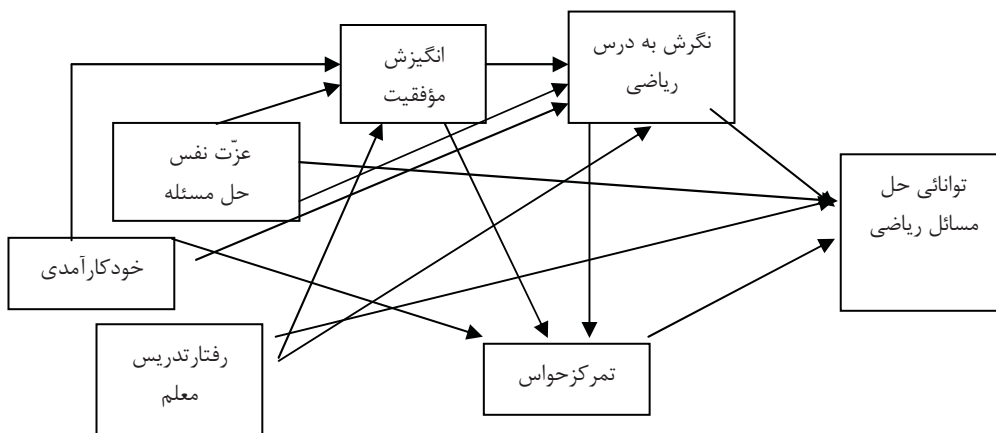 نگرش به درس
ریاضی
انگیزش
مؤفقیت
عزّت نفس
حل مسئله
توانائی حل
مسائل ریاضی
خودکارآمدی
رفتارتدریس
معلم
تمرکزحواس